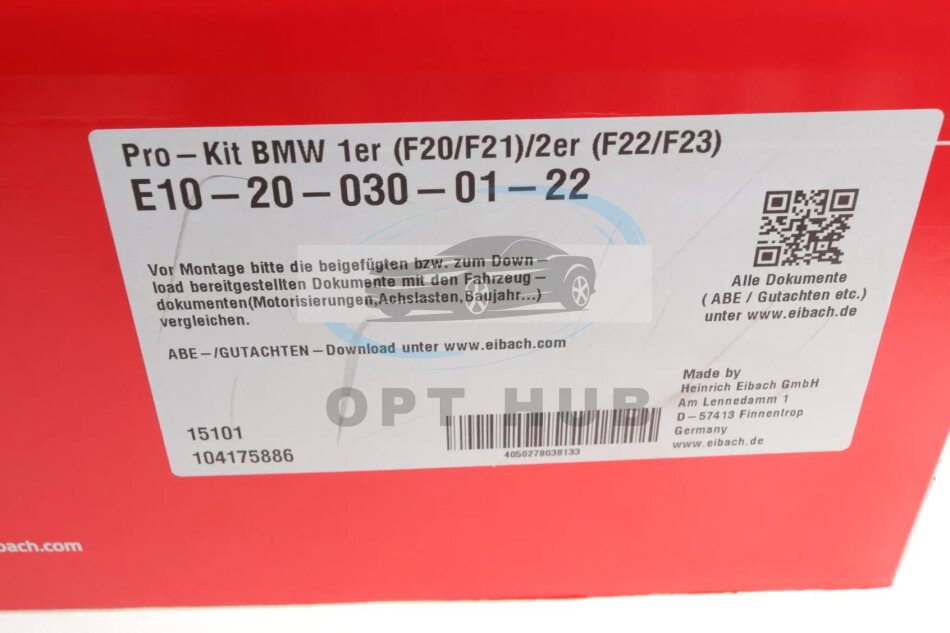 Pro-Kit BMW 1er (F20/F21)/2er (F22/F23)
E10-20-030-01-22
Vor Montage bitte die beigefügten bzw. zum Down-
load bereitgestellten Dokumente mit den Fahrzeug-
dokumenten(Motorisierungen,Achslasten,Baujahr...)
vergleichen.
ABE-/GUTACHTEN-Download unter www.eibach.com
Alle Dokumente
( ABE / Gutachten etc.)
unter www.eibach.de
OPT HUB
15101
104175886
4050278038133
Made by
Heinrich Eibach GmbH
Am Lennedamm 1
D-57413 Finnentrop
Germany
www.eibach.de
bach.com